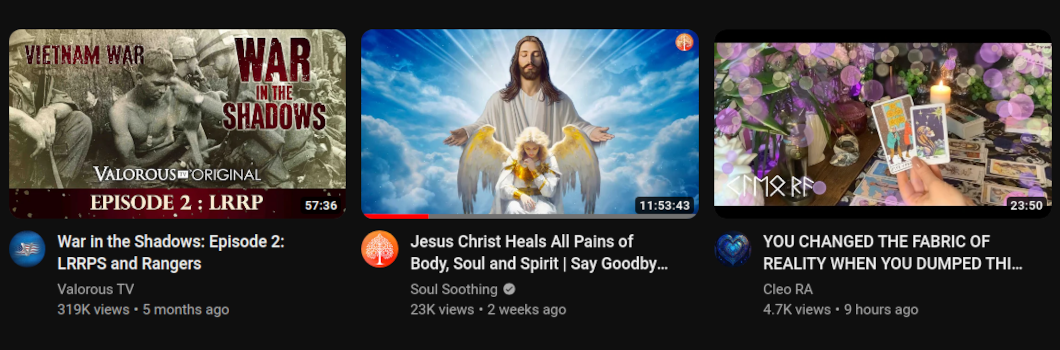 VIETNAM WAR
WAR
IN THE
SHADOWS
VALOROUS TV ORIGINAL
EPISODE 2 : LRRP
57:36
War in the Shadows: Episode 2:
LRRPS and Rangers
Valorous TV
319K views • 5 months ago
11:53:43
Jesus Christ Heals All Pains of
Body, Soul and Spirit | Say Goodby...
Soul Soothing
23K views • 2 weeks ago
CLEO RA
23:50
YOU CHANGED THE FABRIC OF
REALITY WHEN YOU DUMPED THI...
Cleo RA
4.7K views • 9 hours ago